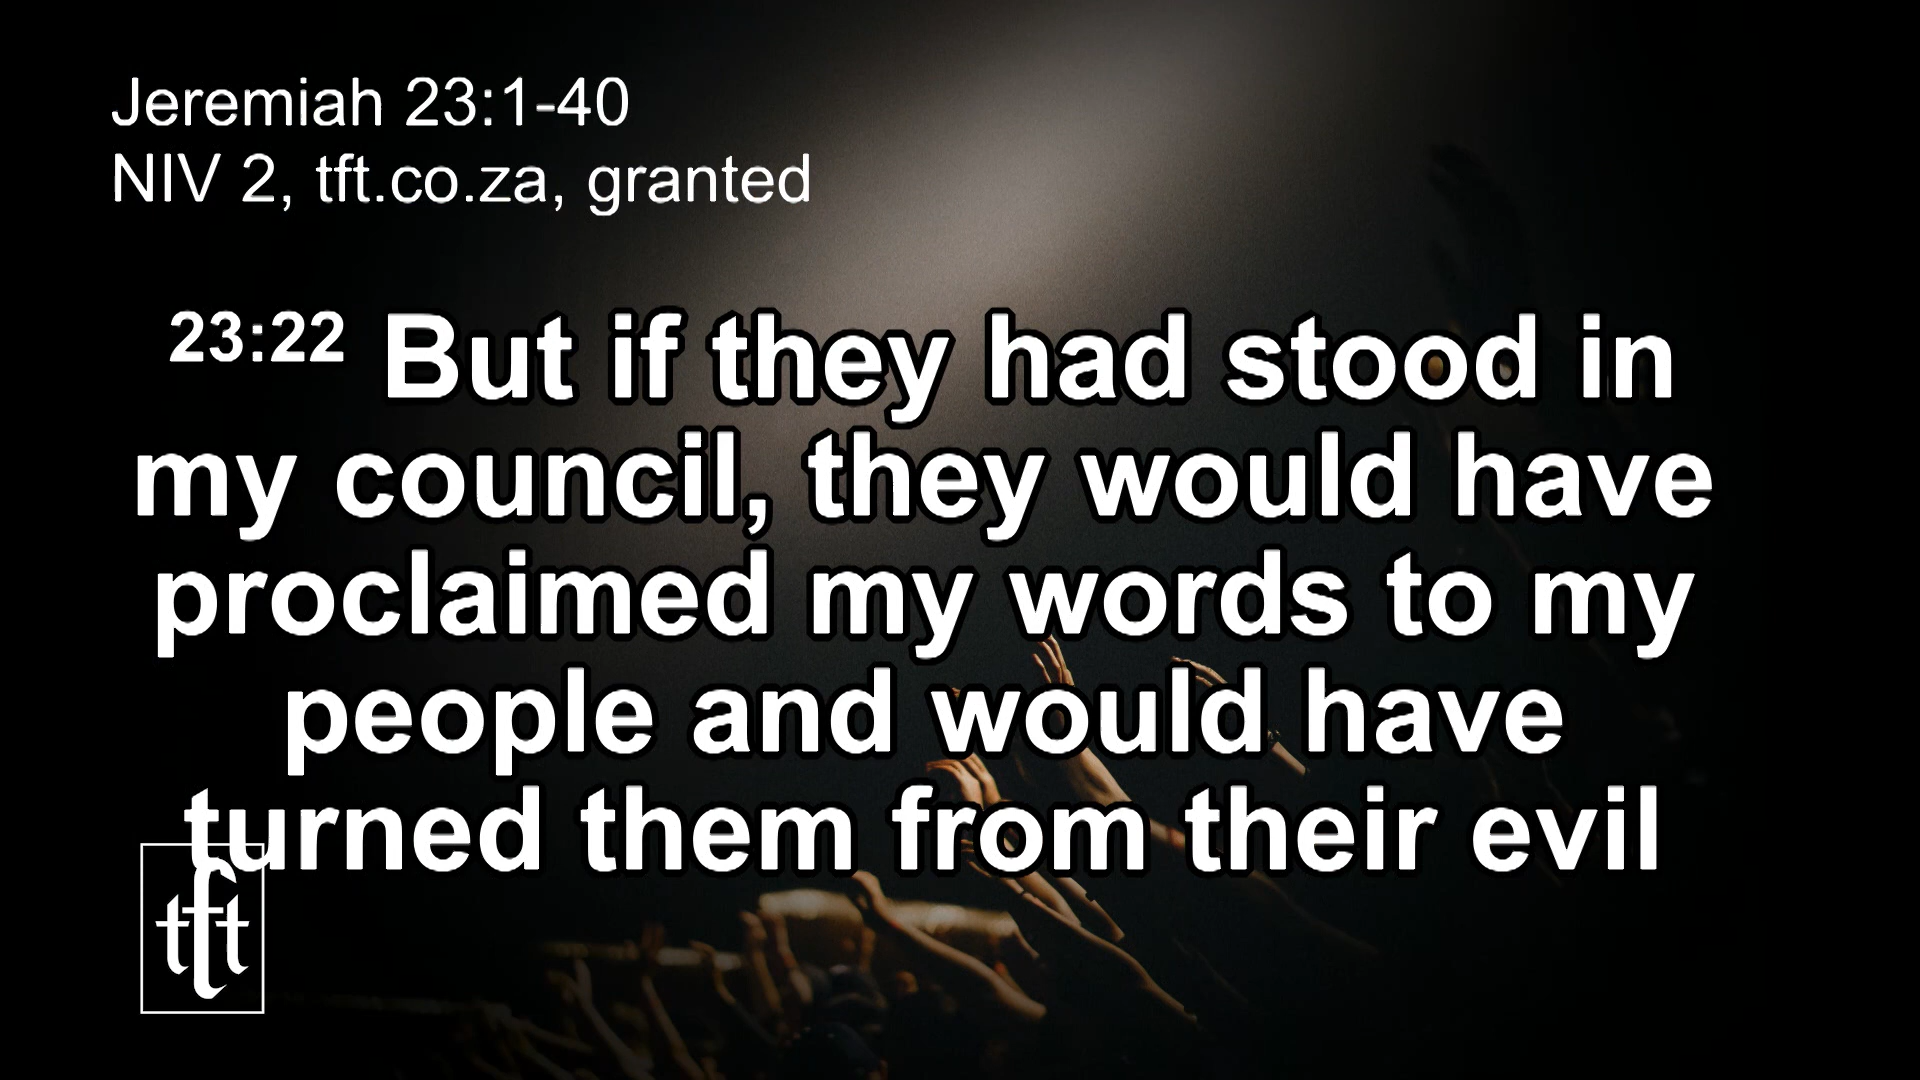 Jeremiah 23:1-40
NIV 2, tft.co.za, granted
23:22 But if they had stood in
my council, they would have
proclaimed my words to my
people and would have
turned them from their evil
tft